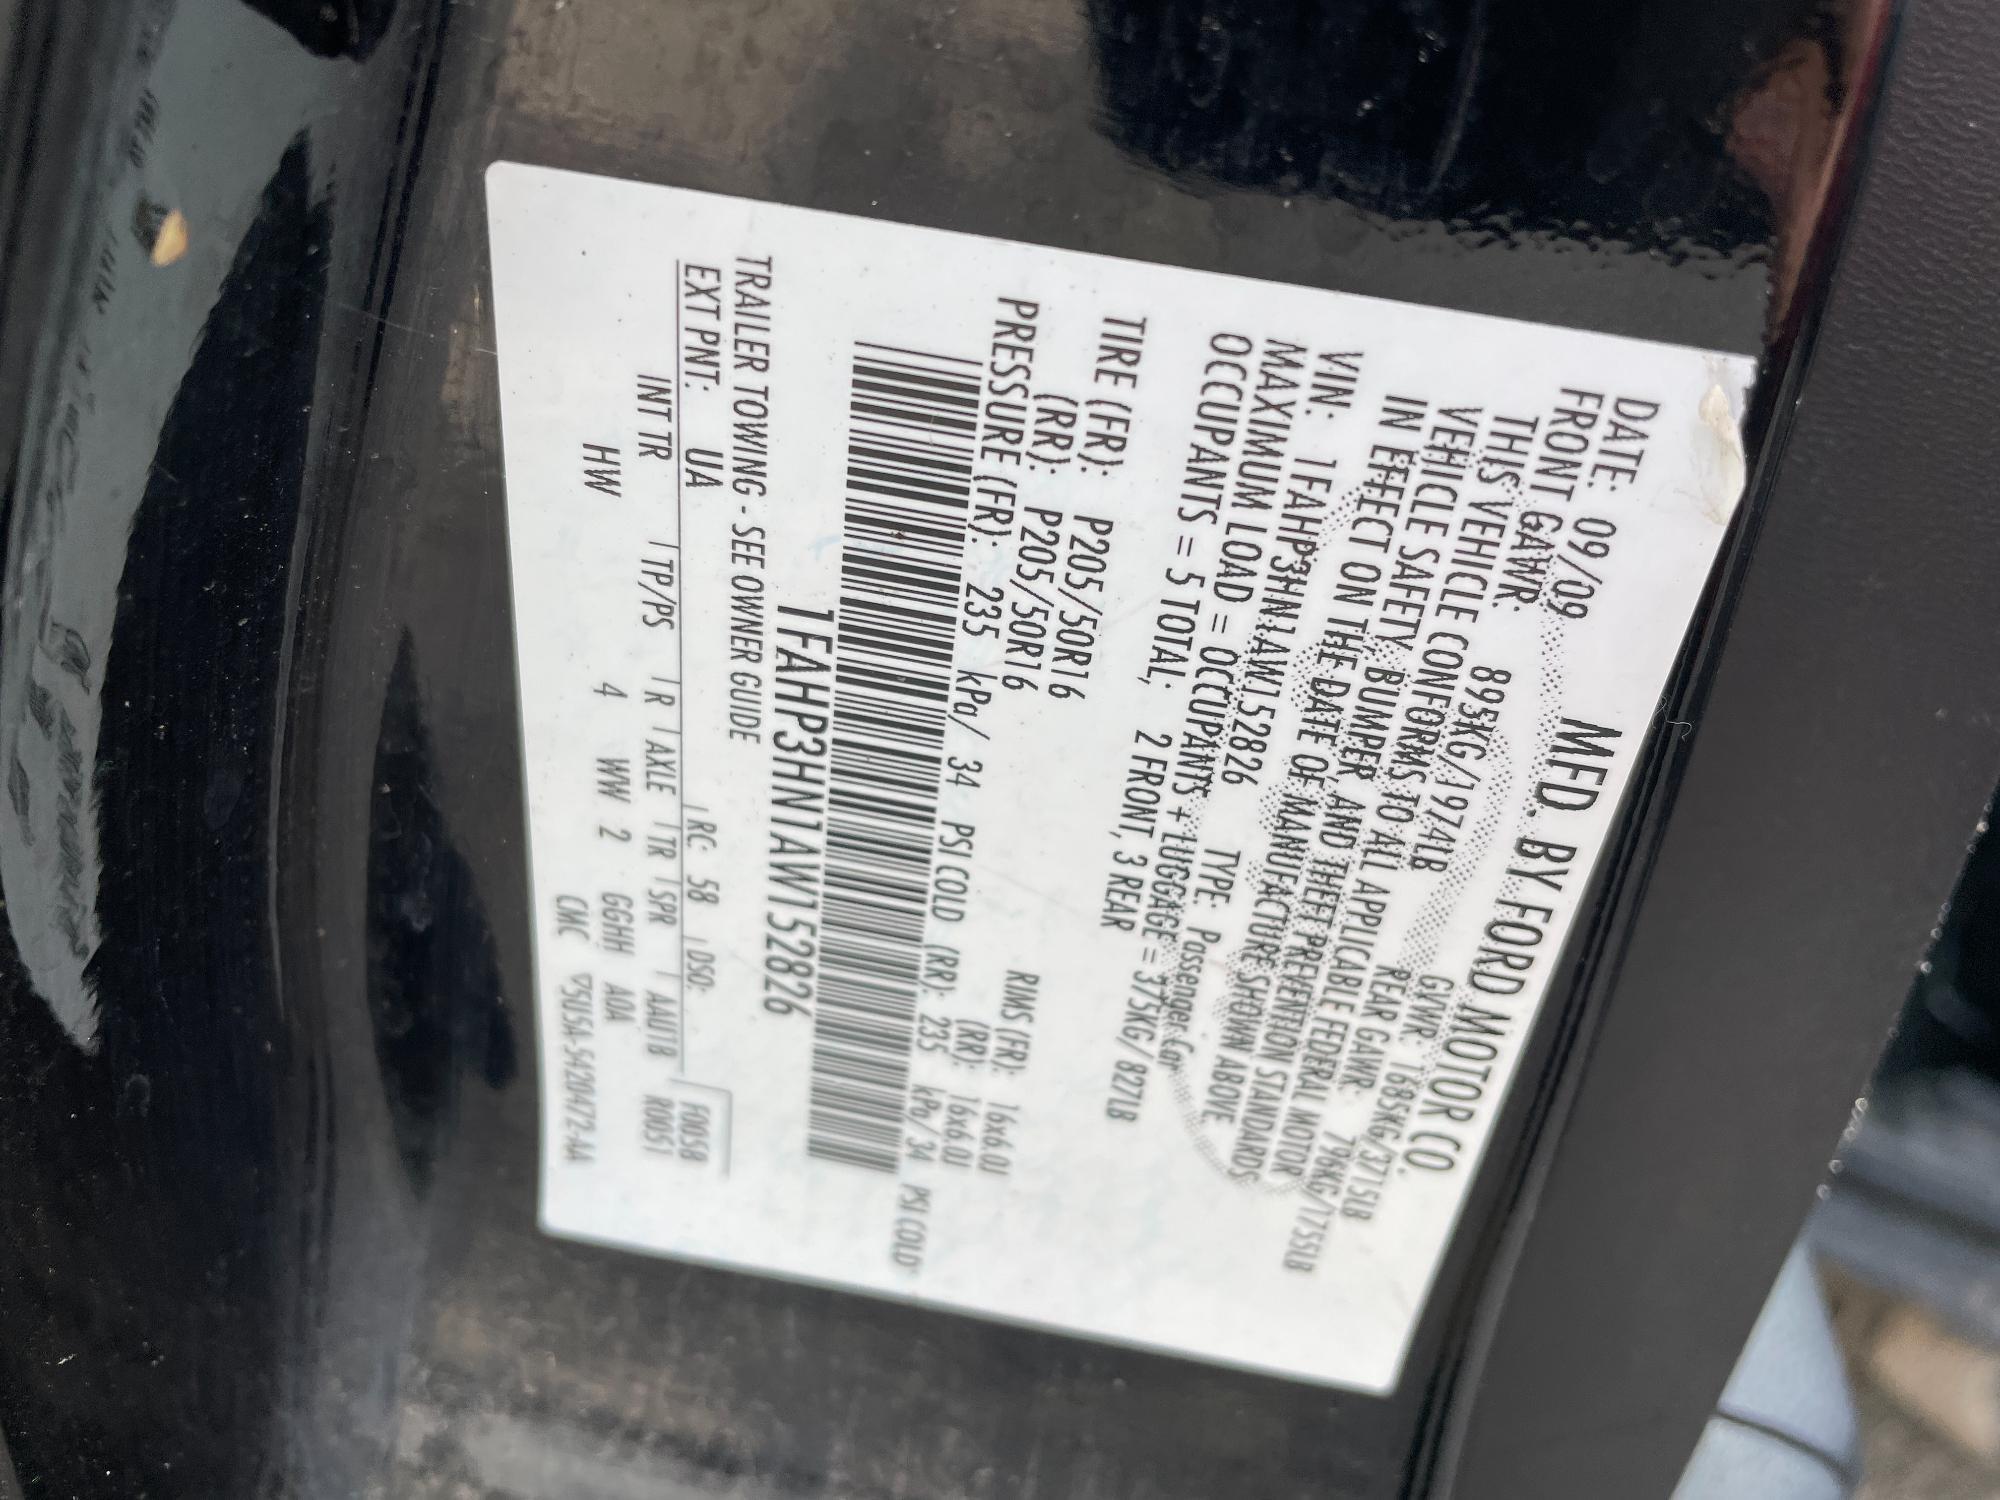 MFD. BY FORD MOTOR CO.
DATE: 09/09 GVWR: 1685KG/3715LB
FRONT GAWR: 895KG/1974LB REAR GAWR: 796KG/1755LB
THIS VEHICLE CONFORMS TO ALL APPLICABLE FEDERAL MOTOR
VEHICLE SAFETY, BUMPER, AND THEFT PREVENTION STANDARDS
IN EFFECT ON THE DATE OF MANUFACTURE SHOWN ABOVE
VIN: 1FAHP3HN1AW152826 TYPE: Passenger Car
MAXIMUM LOAD = OCCUPANTS + LUGGAGE = 375KG/827LB
OCCUPANTS = 5 TOTAL, 2 FRONT, 3 REAR
TIRE (FR): P205/50R16 RIMS (FR): 16x6.0J
(RR): P205/50R16 (RR): 16x6.0J
PRESSURE (FR): 235 kPa/ 34 PSI COLD (RR): 235 kPa/ 34 PSI COLD
1FAHP3HN1AW152826
TRAILER TOWING - SEE OWNER GUIDE
F0058
R0051
EXT PNT: UA RC: 58 DSO:
INT TR TP/PS R AXLE TR SPR AAU18
HW 4 WW 2 GGHH A0A
CMC ▽5U5A-5420472-AA